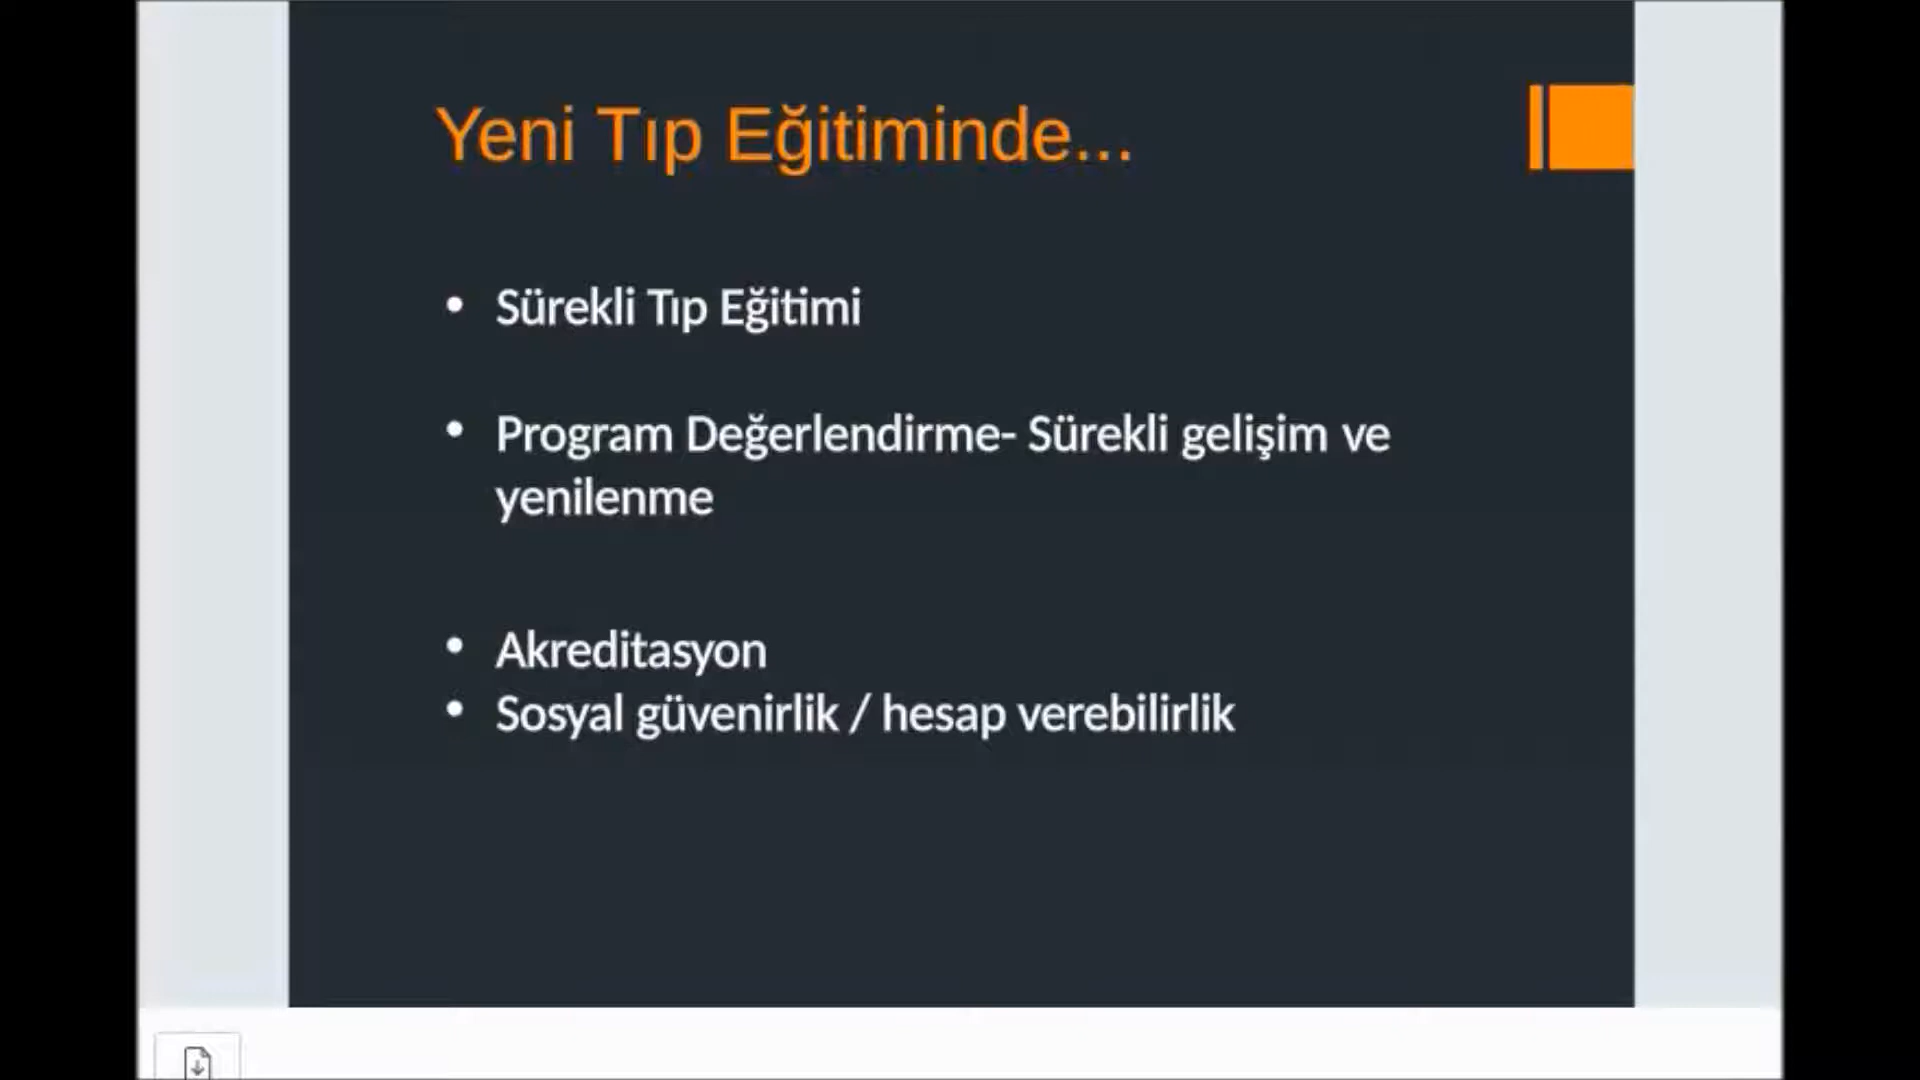 Yeni Tıp Eğitiminde...
• Sürekli Tıp Eğitimi
• Program Değerlendirme- Sürekli gelişim ve
yenilenme
• Akreditasyon
• Sosyal güvenirlik / hesap verebilirlik